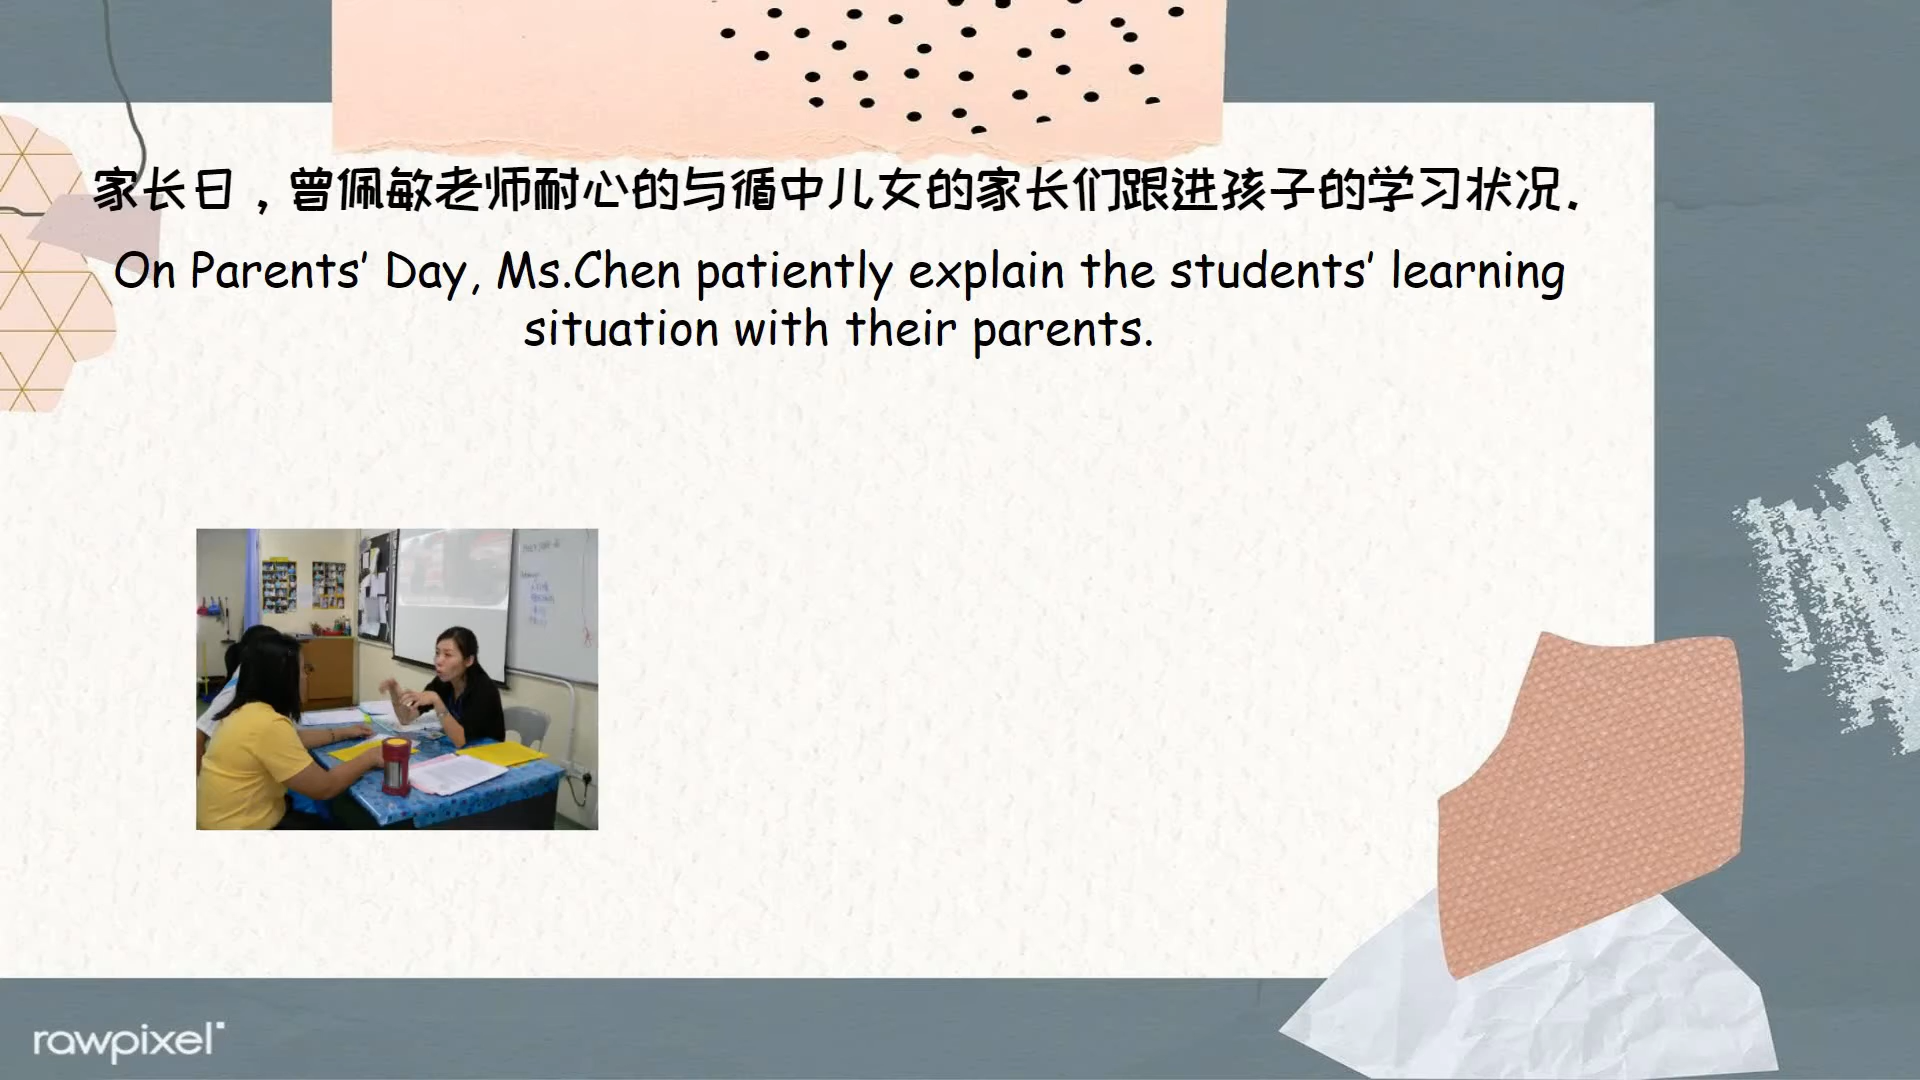 家长日，曾佩敏老师耐心的与循中儿女的家长们跟进孩子的学习状况.
On Parents’ Day, Ms.Chen patiently explain the students’ learning
situation with their parents.
rawpixel